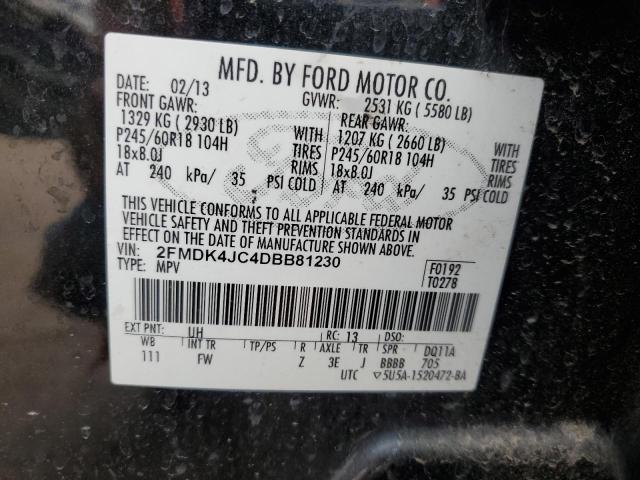 MFD. BY FORD MOTOR CO.
DATE: 02/13 GVWR: 2531 KG (5580 LB)
FRONT GAWR: REAR GAWR:
1329 KG (2930 LB) WITH 1207 KG (2660 LB) WITH
P245/60R18 104H TIRES P245/60R18 104H TIRES
18x8.0J RIMS 18x8.0J RIMS
AT 240 kPa/ 35 PSI COLD AT 240 kPa/ 35 PSI COLD
THIS VEHICLE CONFORMS TO ALL APPLICABLE FEDERAL MOTOR
VEHICLE SAFETY AND THEFT PREVENTION STANDARDS IN
EFFECT ON THE DATE OF MANUFACTURE SHOWN ABOVE.
VIN: 2FMDK4JC4DBB81230
TYPE: MPV
F0192
T0278
EXT PNT: UH RC: 13 DSO:
WB INT TR TP/PS R AXLE TR SPR DQ11A
111 FW Z 3E J BBBB 705
UTC ▽5U5A-1520472-BA
Ford